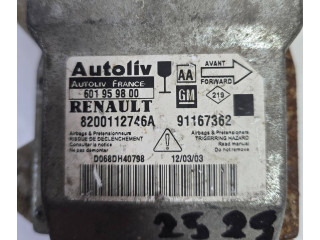 Autoliv
AUTOLIV FRANCE
601 95 98 00
AA
GM
AVANT
FORWARD
219
RENAULT
8200112746A
91167362
Airbags & Pretensionneurs
RISQUE DE DECLENCHEMENT
Consulter la notice
Ne pas demonter
Airbags & Pretensioners
TRIGGERING HAZARD
Read manual
Do not remove
D068DH40798
12/03/03
2529